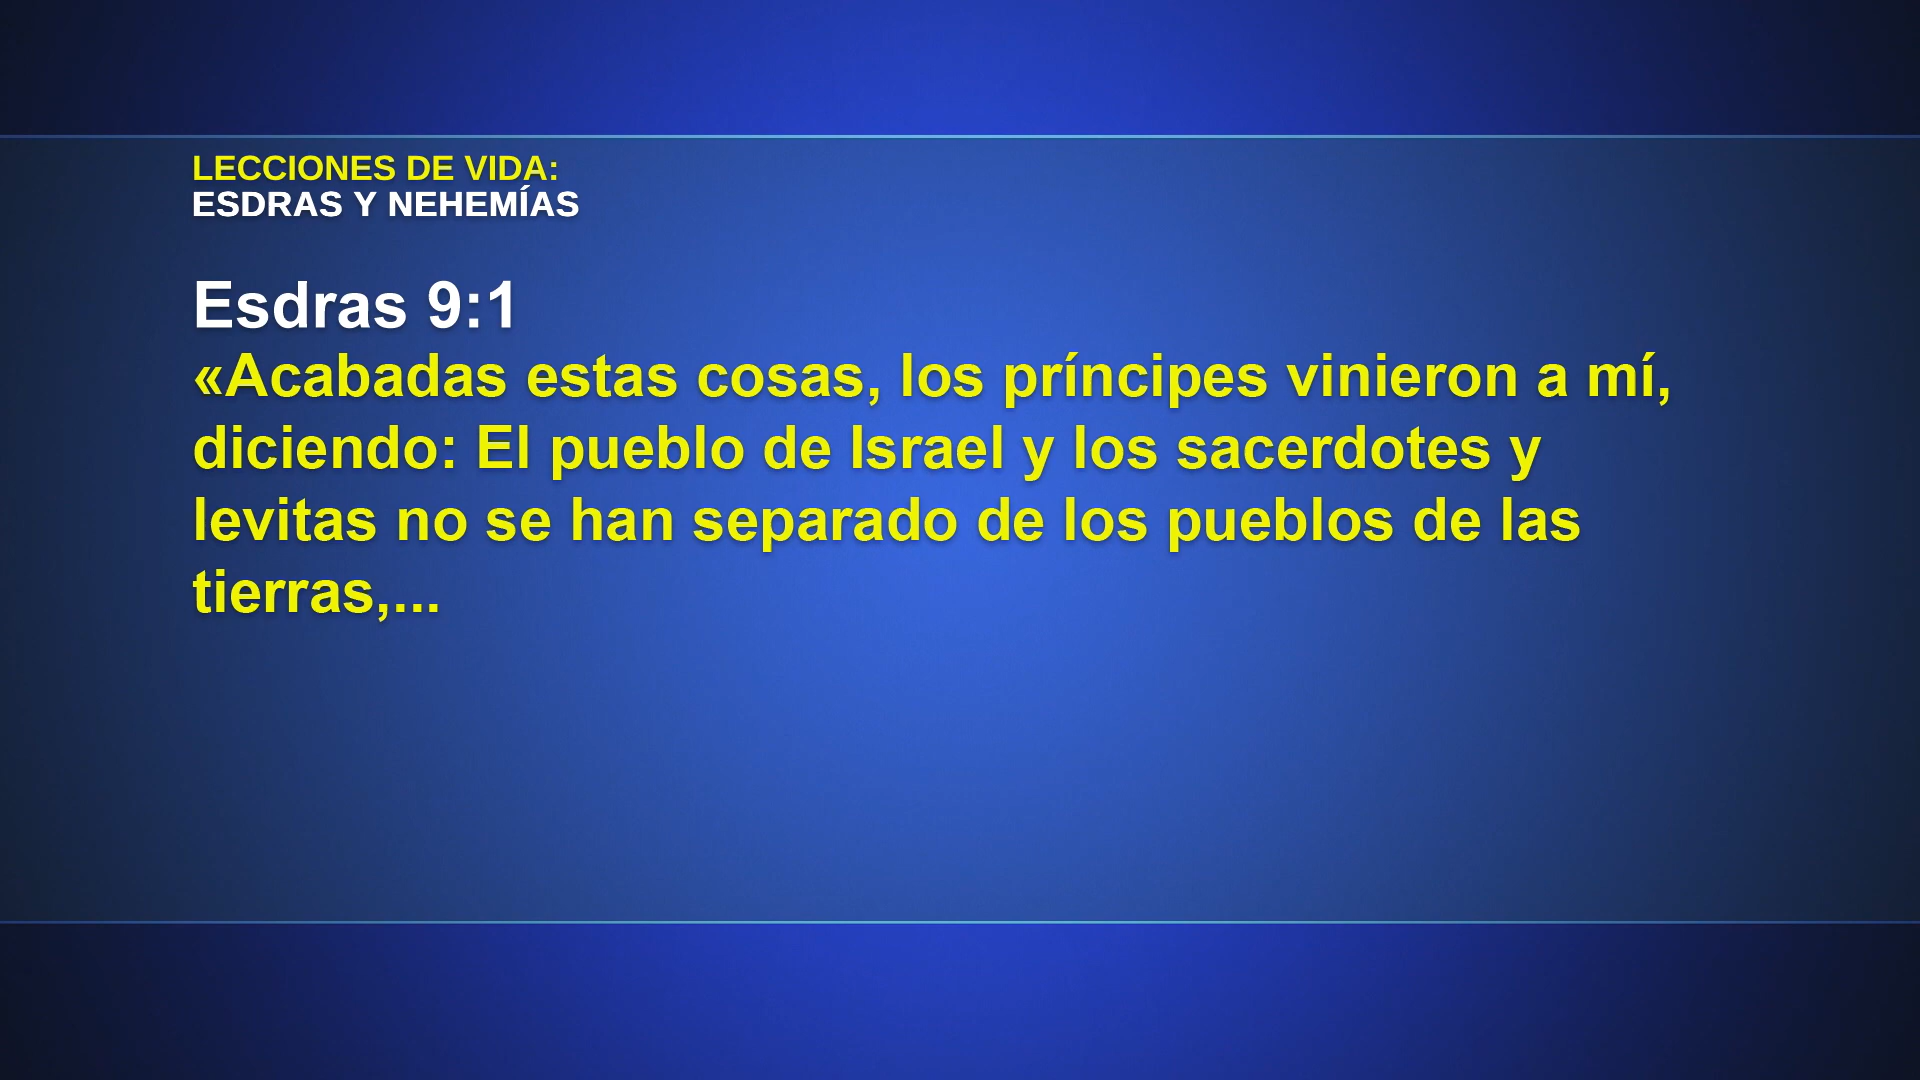 LECCIONES DE VIDA:
ESDRAS Y NEHEMÍAS
Esdras 9:1
«Acabadas estas cosas, los príncipes vinieron a mí,
diciendo: El pueblo de Israel y los sacerdotes y
levitas no se han separado de los pueblos de las
tierras,...